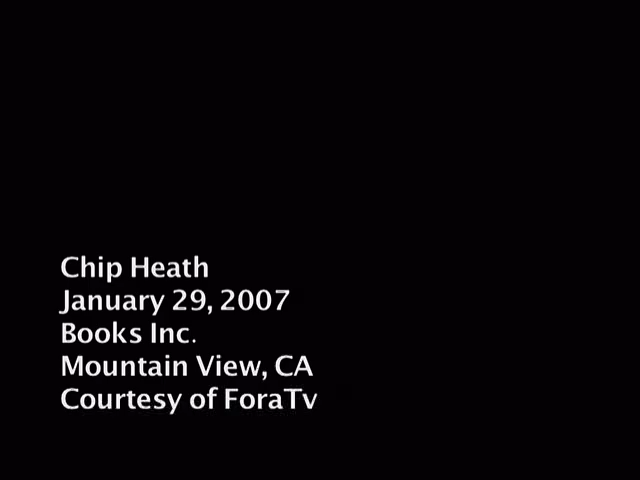 Chip Heath
January 29, 2007
Books Inc.
Mountain View, CA
Courtesy of ForaTv